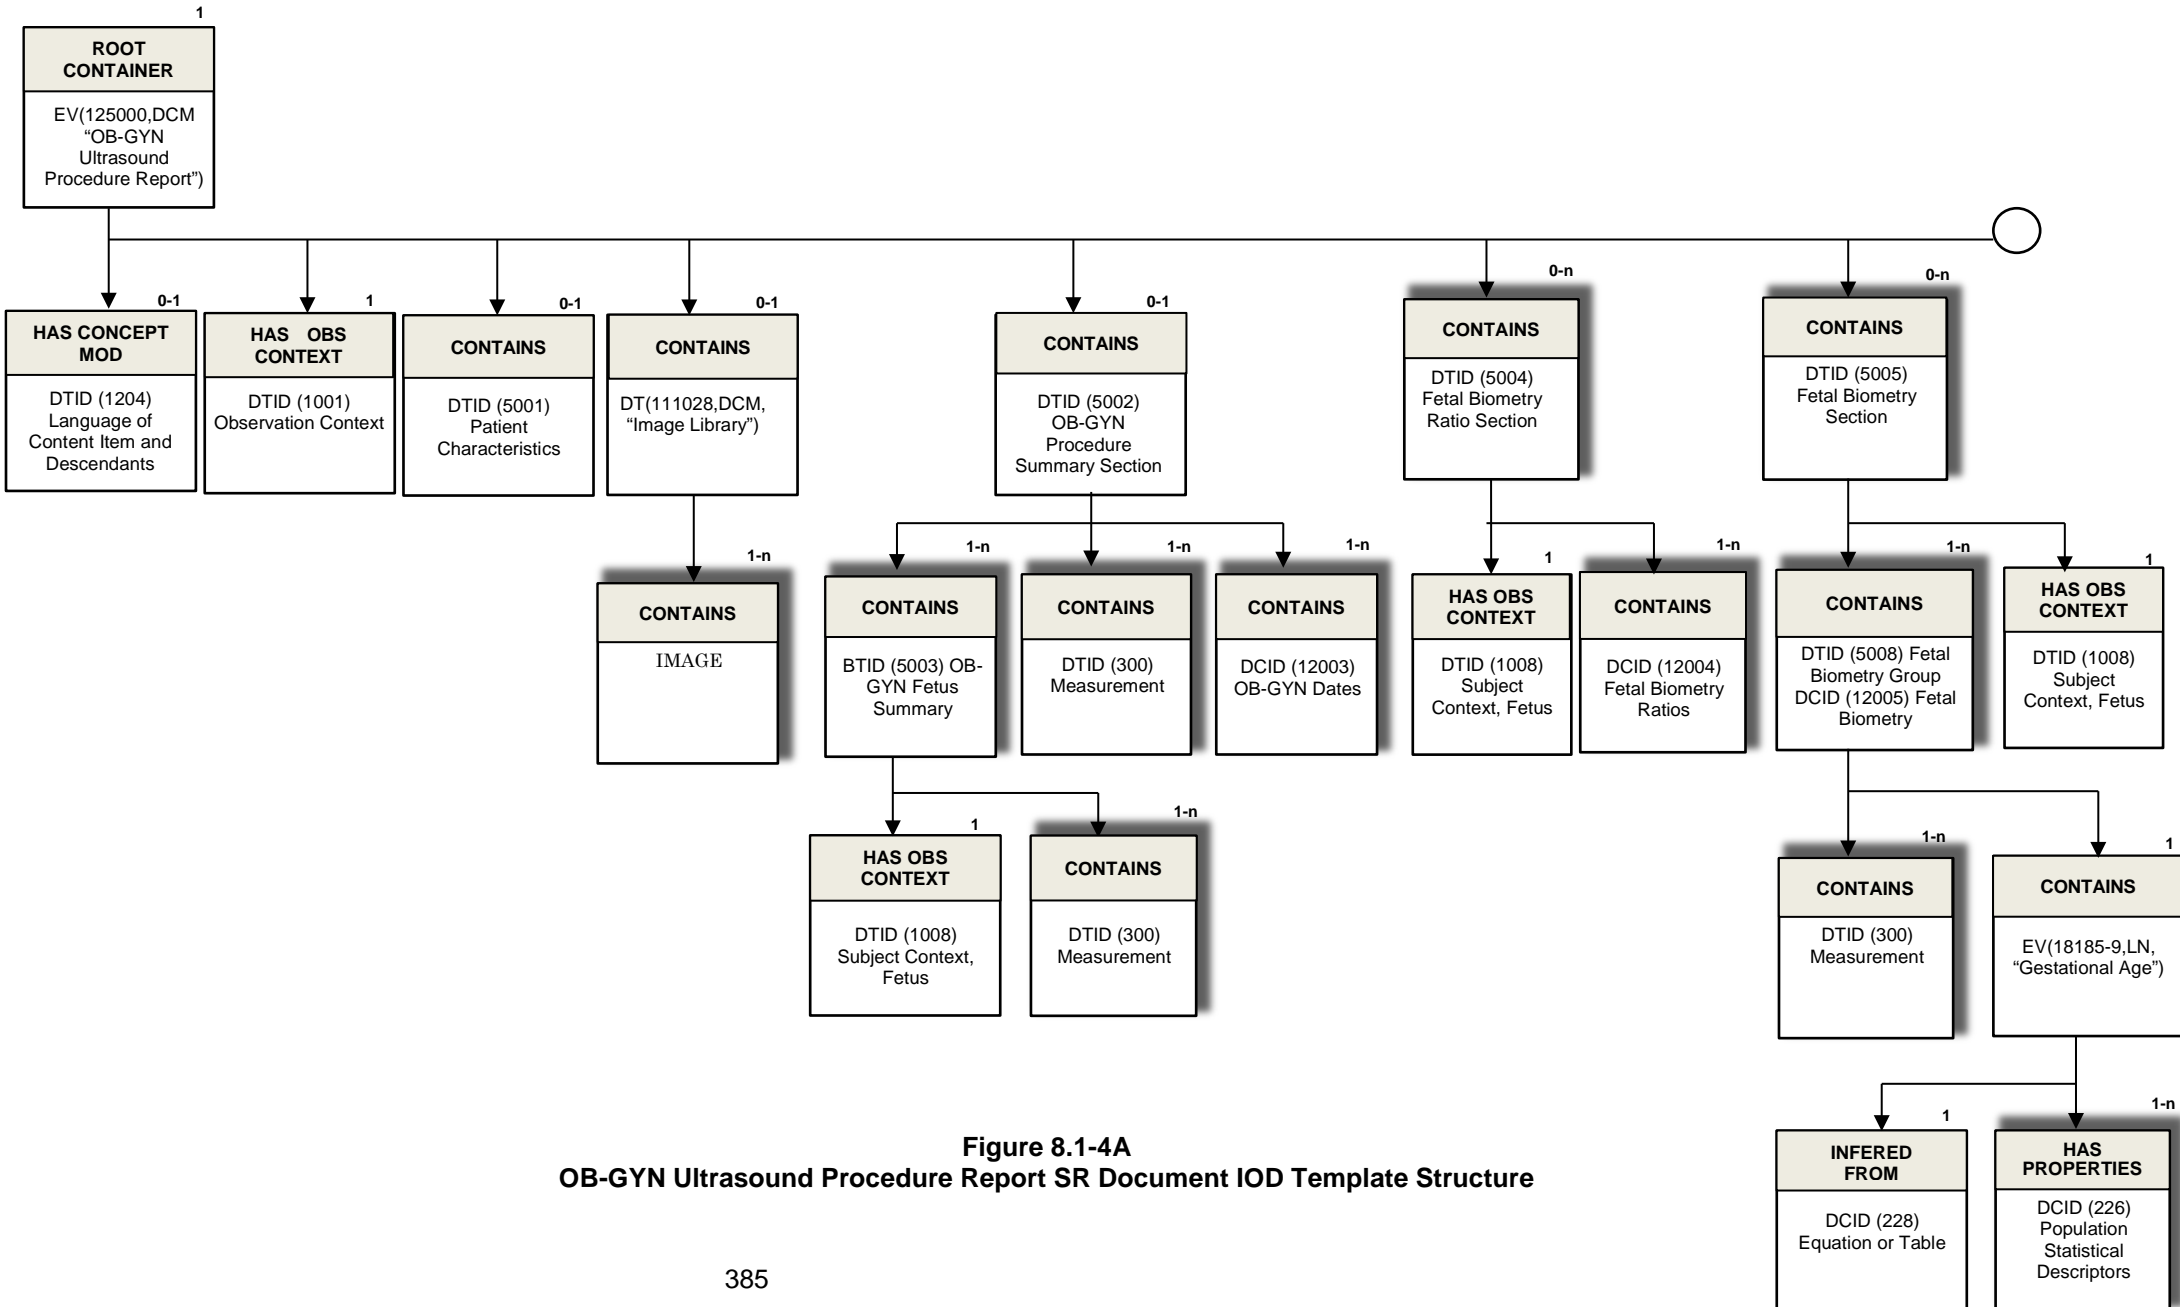 1
ROOT
CONTAINER
EV(125000,DCM
“OB-GYN
Ultrasound
Procedure Report”)
0-1
HAS CONCEPT
MOD
DTID (1204)
Language of
Content Item and
Descendants
1
HAS OBS
CONTEXT
DTID (1001)
Observation Context
0-1
CONTAINS
DTID (5001)
Patient
Characteristics
0-1
CONTAINS
DT(111028,DCM,
“Image Library”)
0-1
CONTAINS
DTID (5002)
OB-GYN
Procedure
Summary Section
0-n
CONTAINS
DTID (5004)
Fetal Biometry
Ratio Section
0-n
CONTAINS
DTID (5005)
Fetal Biometry
Section
1-n
CONTAINS
IMAGE
1-n
CONTAINS
BTID (5003) OB-
GYN Fetus
Summary
1-n
CONTAINS
DTID (300)
Measurement
1-n
CONTAINS
DCID (12003)
OB-GYN Dates
1
HAS OBS
CONTEXT
DTID (1008)
Subject
Context, Fetus
1-n
CONTAINS
DCID (12004)
Fetal Biometry
Ratios
1-n
CONTAINS
DTID (5008) Fetal
Biometry Group
DCID (12005) Fetal
Biometry
1
HAS OBS
CONTEXT
DTID (1008)
Subject
Context, Fetus
1
HAS OBS
CONTEXT
DTID (1008)
Subject Context,
Fetus
1-n
CONTAINS
DTID (300)
Measurement
1-n
CONTAINS
DTID (300)
Measurement
1
CONTAINS
EV(18185-9,LN,
“Gestational Age”)
1
INFERED
FROM
DCID (228)
Equation or Table
1-n
HAS
PROPERTIES
DCID (226)
Population
Statistical
Descriptors
Figure 8.1-4A
OB-GYN Ultrasound Procedure Report SR Document IOD Template Structure
385